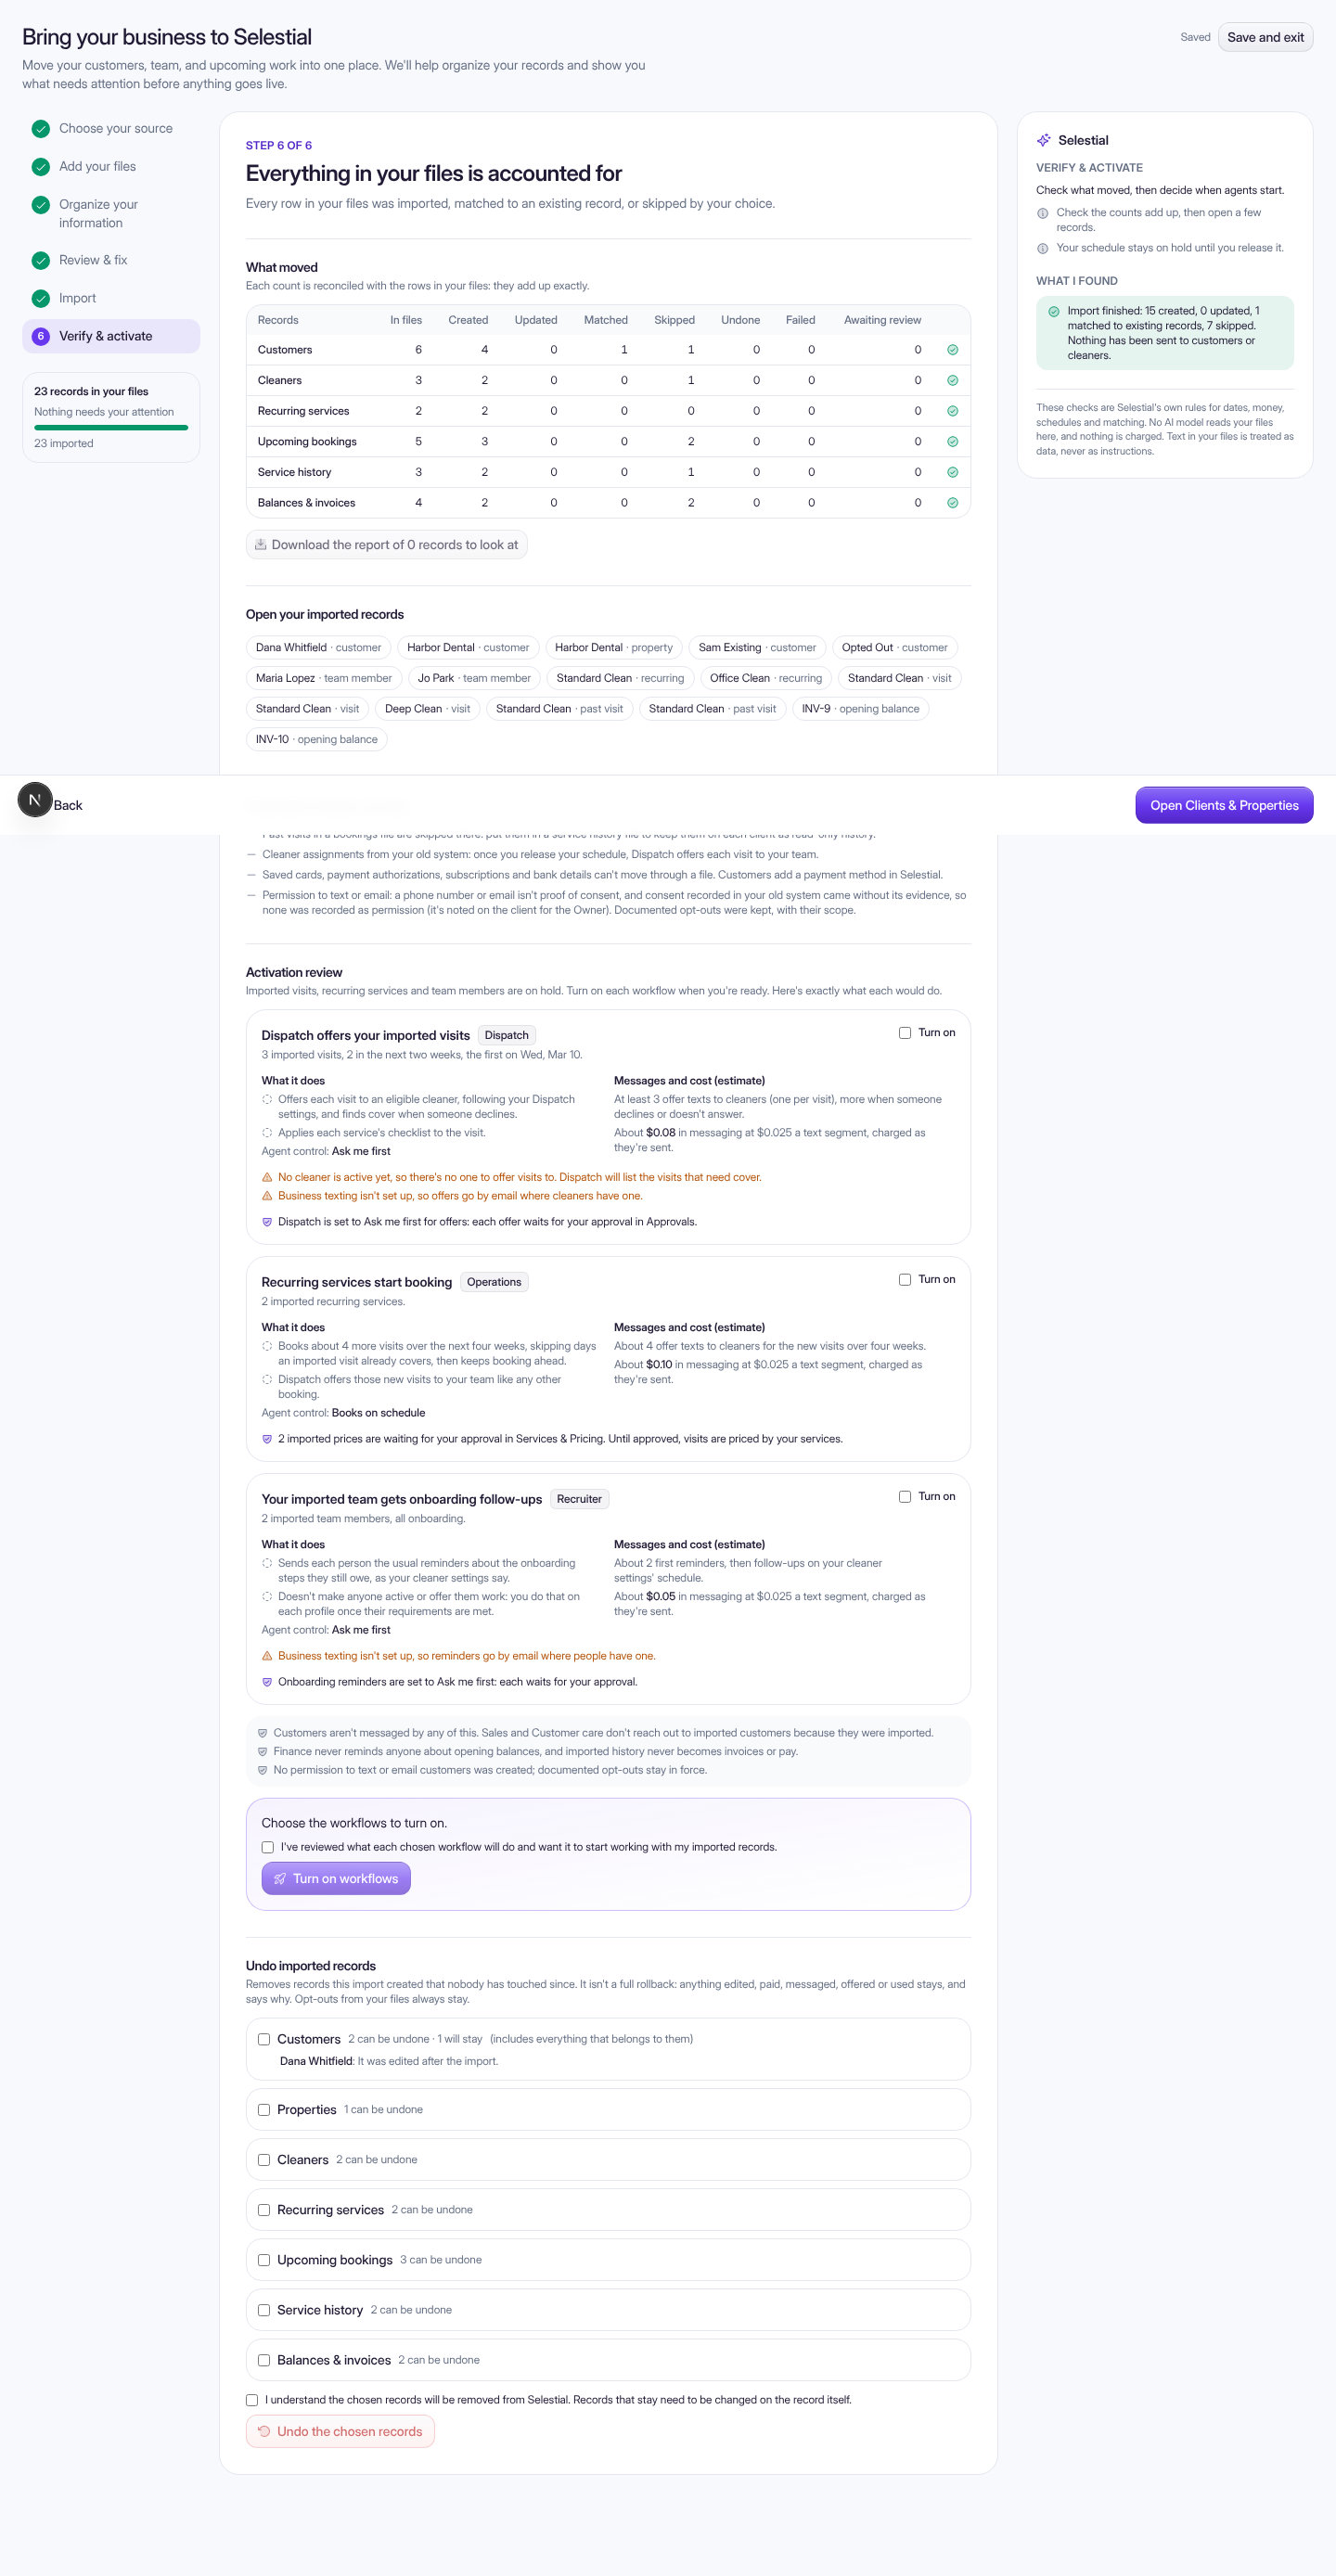 Bring your business to Selestial
Saved
Save and exit
Move your customers, team, and upcoming work into one place. We'll help organize your records and show you
what needs attention before anything goes live.
Choose your source
Add your files
Organize your
information
Review & fix
Import
6
Verify & activate
23 records in your files
Nothing needs your attention
23 imported
STEP 6 OF 6
Everything in your files is accounted for
Every row in your files was imported, matched to an existing record, or skipped by your choice.
What moved
Each count is reconciled with the rows in your files: they add up exactly.
Records In files Created Updated Matched Skipped Undone Failed Awaiting review
Customers 6 4 0 1 1 0 0 0
Cleaners 3 2 0 0 1 0 0 0
Recurring services 2 2 0 0 0 0 0 0
Upcoming bookings 5 3 0 0 2 0 0 0
Service history 3 2 0 0 1 0 0 0
Balances & invoices 4 2 0 0 2 0 0 0
Download the report of 0 records to look at
Open your imported records
Dana Whitfield · customer Harbor Dental · customer Harbor Dental · property Sam Existing · customer Opted Out · customer
Maria Lopez · team member Jo Park · team member Standard Clean · recurring Office Clean · recurring Standard Clean · visit
Standard Clean · visit Deep Clean · visit Standard Clean · past visit Standard Clean · past visit INV-9 · opening balance
INV-10 · opening balance
Selestial
VERIFY & ACTIVATE
Check what moved, then decide when agents start.
Check the counts add up, then open a few
records.
Your schedule stays on hold until you release it.
WHAT I FOUND
Import finished: 15 created, 0 updated, 1
matched to existing records, 7 skipped.
Nothing has been sent to customers or
cleaners.
These checks are Selestial's own rules for dates, money,
schedules and matching. No AI model reads your files
here, and nothing is charged. Text in your files is treated as
data, never as instructions.
N
Back
Open Clients & Properties
Past visits in a bookings file are skipped there: put them in a service history file to keep them on each client as read-only history.
Cleaner assignments from your old system: once you release your schedule, Dispatch offers each visit to your team.
Saved cards, payment authorizations, subscriptions and bank details can't move through a file. Customers add a payment method in Selestial.
Permission to text or email: a phone number or email isn't proof of consent, and consent recorded in your old system came without its evidence, so
none was recorded as permission (it's noted on the client for the Owner). Documented opt-outs were kept, with their scope.
Activation review
Imported visits, recurring services and team members are on hold. Turn on each workflow when you're ready. Here's exactly what each would do.
Dispatch offers your imported visits Dispatch
Turn on
3 imported visits, 2 in the next two weeks, the first on Wed, Mar 10.
What it does
Offers each visit to an eligible cleaner, following your Dispatch
settings, and finds cover when someone declines.
Applies each service's checklist to the visit.
Agent control: Ask me first
Messages and cost (estimate)
At least 3 offer texts to cleaners (one per visit), more when someone
declines or doesn't answer.
About $0.08 in messaging at $0.025 a text segment, charged as
they're sent.
No cleaner is active yet, so there's no one to offer visits to. Dispatch will list the visits that need cover.
Business texting isn't set up, so offers go by email where cleaners have one.
Dispatch is set to Ask me first for offers: each offer waits for your approval in Approvals.
Recurring services start booking Operations
Turn on
2 imported recurring services.
What it does
Books about 4 more visits over the next four weeks, skipping days
an imported visit already covers, then keeps booking ahead.
Dispatch offers those new visits to your team like any other
booking.
Agent control: Books on schedule
Messages and cost (estimate)
About 4 offer texts to cleaners for the new visits over four weeks.
About $0.10 in messaging at $0.025 a text segment, charged as
they're sent.
2 imported prices are waiting for your approval in Services & Pricing. Until approved, visits are priced by your services.
Your imported team gets onboarding follow-ups Recruiter
Turn on
2 imported team members, all onboarding.
What it does
Sends each person the usual reminders about the onboarding
steps they still owe, as your cleaner settings say.
Doesn't make anyone active or offer them work: you do that on
each profile once their requirements are met.
Agent control: Ask me first
Messages and cost (estimate)
About 2 first reminders, then follow-ups on your cleaner
settings' schedule.
About $0.05 in messaging at $0.025 a text segment, charged as
they're sent.
Business texting isn't set up, so reminders go by email where people have one.
Onboarding reminders are set to Ask me first: each waits for your approval.
Customers aren't messaged by any of this. Sales and Customer care don't reach out to imported customers because they were imported.
Finance never reminds anyone about opening balances, and imported history never becomes invoices or pay.
No permission to text or email customers was created; documented opt-outs stay in force.
Choose the workflows to turn on.
I've reviewed what each chosen workflow will do and want it to start working with my imported records.
Turn on workflows
Undo imported records
Removes records this import created that nobody has touched since. It isn't a full rollback: anything edited, paid, messaged, offered or used stays, and
says why. Opt-outs from your files always stay.
Customers 2 can be undone · 1 will stay (includes everything that belongs to them)
Dana Whitfield: It was edited after the import.
Properties 1 can be undone
Cleaners 2 can be undone
Recurring services 2 can be undone
Upcoming bookings 3 can be undone
Service history 2 can be undone
Balances & invoices 2 can be undone
I understand the chosen records will be removed from Selestial. Records that stay need to be changed on the record itself.
Undo the chosen records